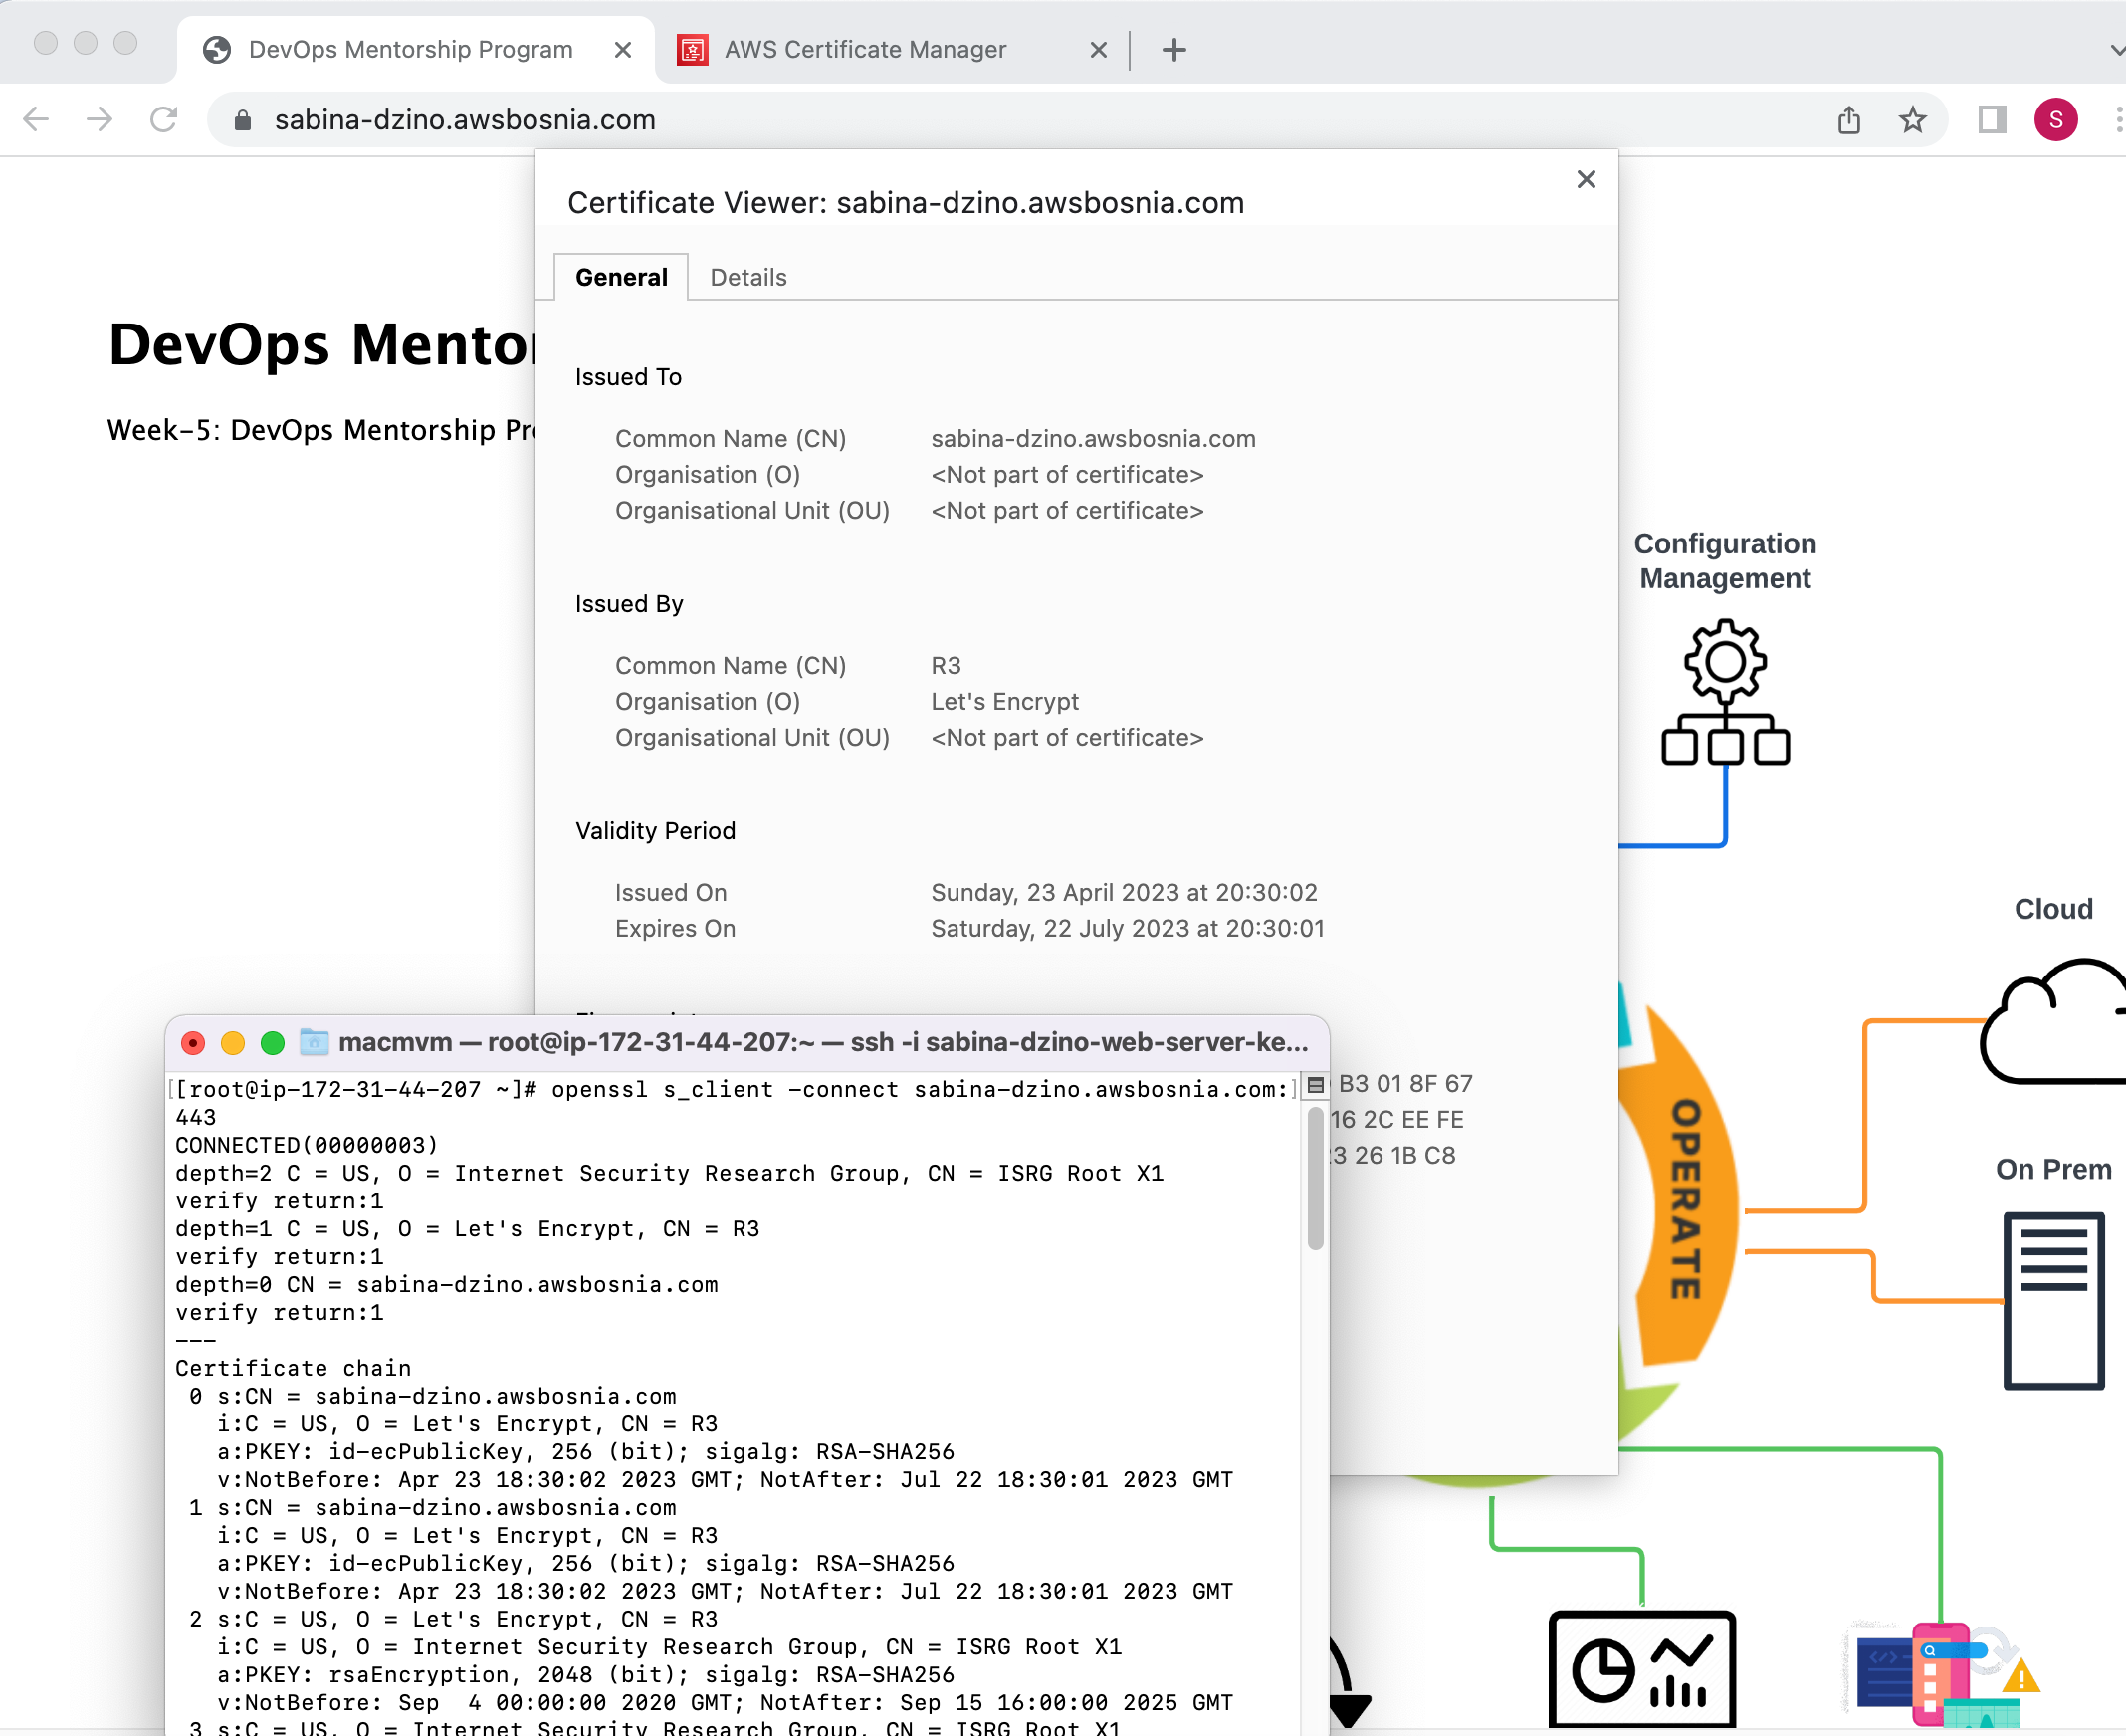 DevOps Mentorship Program
AWS Certificate Manager
sabina-dzino.awsbosnia.com
S
Certificate Viewer: sabina-dzino.awsbosnia.com
General Details
DevOps Mentor
Week-5: DevOps Mentorship Pr
Issued To
Common Name (CN) sabina-dzino.awsbosnia.com
Organisation (O) <Not part of certificate>
Organisational Unit (OU) <Not part of certificate>
Issued By
Common Name (CN) R3
Organisation (O) Let's Encrypt
Organisational Unit (OU) <Not part of certificate>
Validity Period
Issued On Sunday, 23 April 2023 at 20:30:02
Expires On Saturday, 22 July 2023 at 20:30:01
B3 01 8F 67
16 2C EE FE
3 26 1B C8
Configuration
Management
Cloud
On Prem
OPERATE
macmvm — root@ip-172-31-44-207:~ — ssh -i sabina-dzino-web-server-ke...
[[root@ip-172-31-44-207 ~]# openssl s_client -connect sabina-dzino.awsbosnia.com:]
443
CONNECTED(00000003)
depth=2 C = US, O = Internet Security Research Group, CN = ISRG Root X1
verify return:1
depth=1 C = US, O = Let's Encrypt, CN = R3
verify return:1
depth=0 CN = sabina-dzino.awsbosnia.com
verify return:1
---
Certificate chain
0 s:CN = sabina-dzino.awsbosnia.com
i:C = US, O = Let's Encrypt, CN = R3
a:PKEY: id-ecPublicKey, 256 (bit); sigalg: RSA-SHA256
v:NotBefore: Apr 23 18:30:02 2023 GMT; NotAfter: Jul 22 18:30:01 2023 GMT
1 s:CN = sabina-dzino.awsbosnia.com
i:C = US, O = Let's Encrypt, CN = R3
a:PKEY: id-ecPublicKey, 256 (bit); sigalg: RSA-SHA256
v:NotBefore: Apr 23 18:30:02 2023 GMT; NotAfter: Jul 22 18:30:01 2023 GMT
2 s:C = US, O = Let's Encrypt, CN = R3
i:C = US, O = Internet Security Research Group, CN = ISRG Root X1
a:PKEY: rsaEncryption, 2048 (bit); sigalg: RSA-SHA256
v:NotBefore: Sep  4 00:00:00 2020 GMT; NotAfter: Sep 15 16:00:00 2025 GMT
3 s:C = US, O = Internet Security Research Group, CN = ISRG Root X1